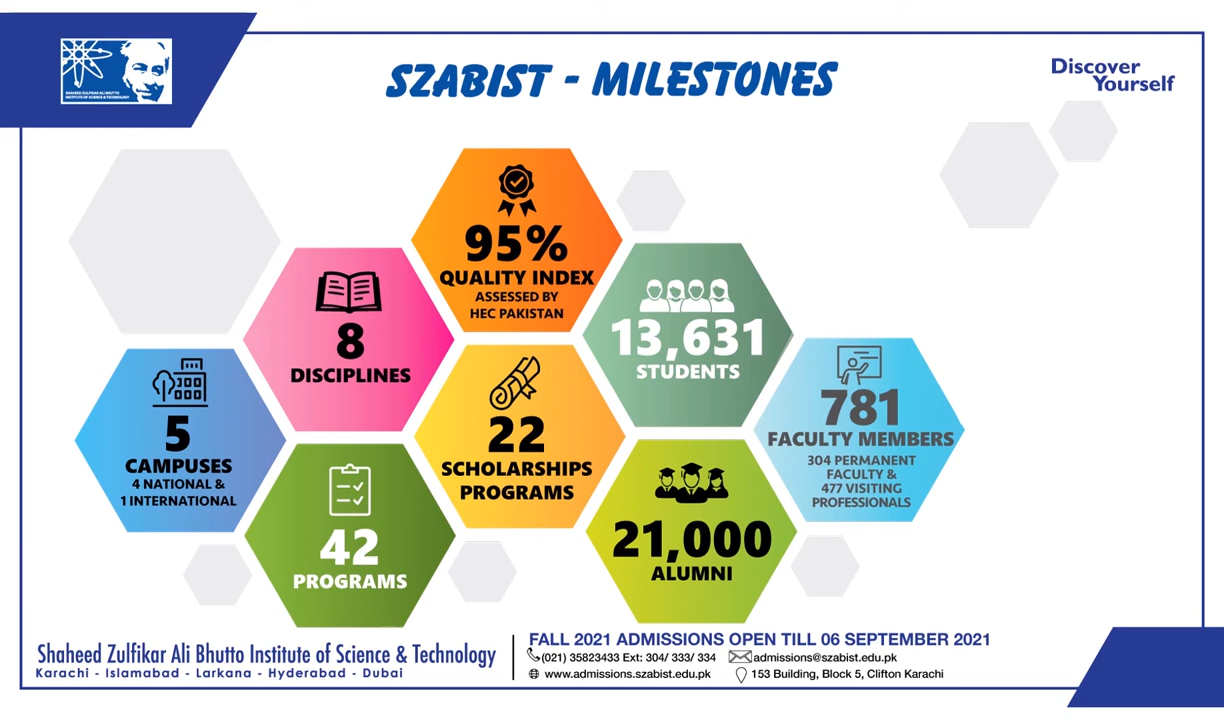 SHAHEED ZULFIKAR ALI BHUTTO
INSTITUTE OF SCIENCE & TECHNOLOGY
SZABIST - MILESTONES
Discover
Yourself
95%
QUALITY INDEX
ASSESSED BY
HEC PAKISTAN
8
DISCIPLINES
13,631
STUDENTS
5
CAMPUSES
4 NATIONAL &
1 INTERNATIONAL
22
SCHOLARSHIPS
PROGRAMS
781
FACULTY MEMBERS
304 PERMANENT
FACULTY &
477 VISITING
PROFESSIONALS
42
PROGRAMS
21,000
ALUMNI
Shaheed Zulfikar Ali Bhutto Institute of Science & Technology
Karachi - Islamabad - Larkana - Hyderabad - Dubai
FALL 2021 ADMISSIONS OPEN TILL 06 SEPTEMBER 2021
(021) 35823433 Ext: 304/ 333/ 334 admissions@szabist.edu.pk
www.admissions.szabist.edu.pk 153 Building, Block 5, Clifton Karachi